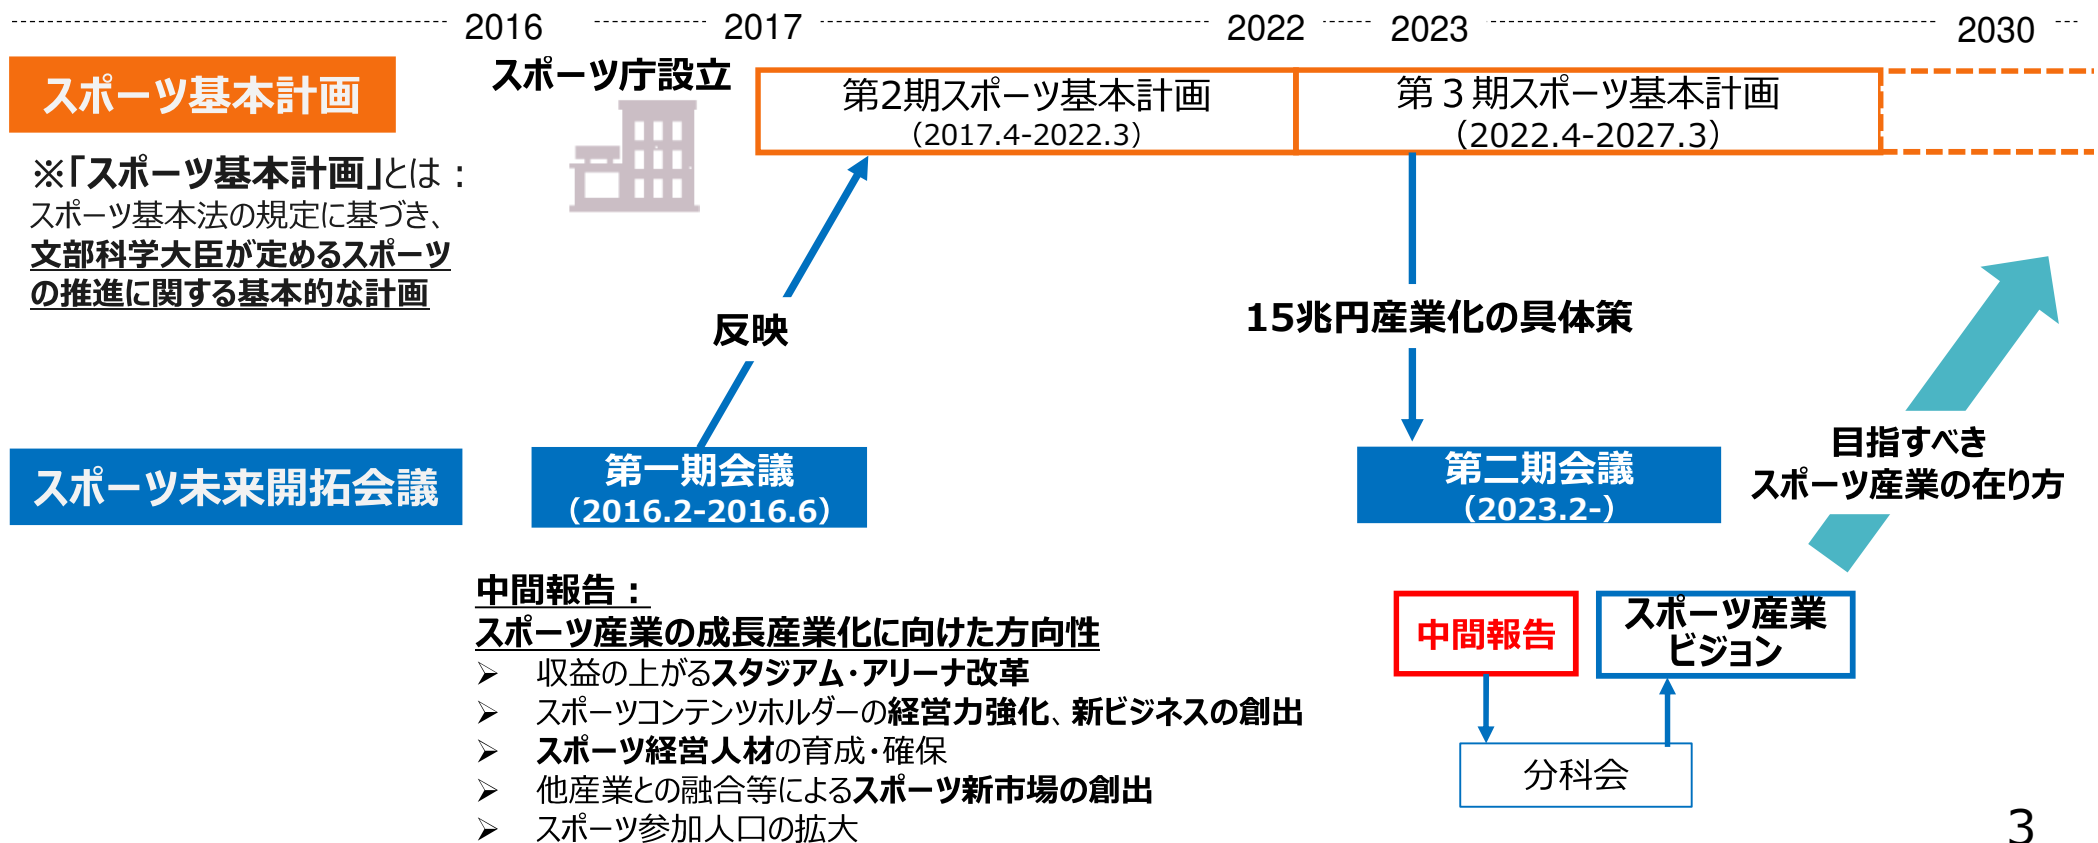 2016 2017 2022 2023 2030
スポーツ基本計画
スポーツ庁設立
第2期スポーツ基本計画
（2017.4-2022.3）
第３期スポーツ基本計画
（2022.4-2027.3）
※「スポーツ基本計画」とは：
スポーツ基本法の規定に基づき、
文部科学大臣が定めるスポーツ
の推進に関する基本的な計画
反映
15兆円産業化の具体策
目指すべき
スポーツ産業の在り方
スポーツ未来開拓会議
第一期会議
（2016.2-2016.6）
第二期会議
（2023.2-）
中間報告：
スポーツ産業の成長産業化に向けた方向性
➢ 収益の上がるスタジアム・アリーナ改革
➢ スポーツコンテンツホルダーの経営力強化、新ビジネスの創出
➢ スポーツ経営人材の育成・確保
➢ 他産業との融合等によるスポーツ新市場の創出
➢ スポーツ参加人口の拡大
中間報告
スポーツ産業
ビジョン
分科会
3